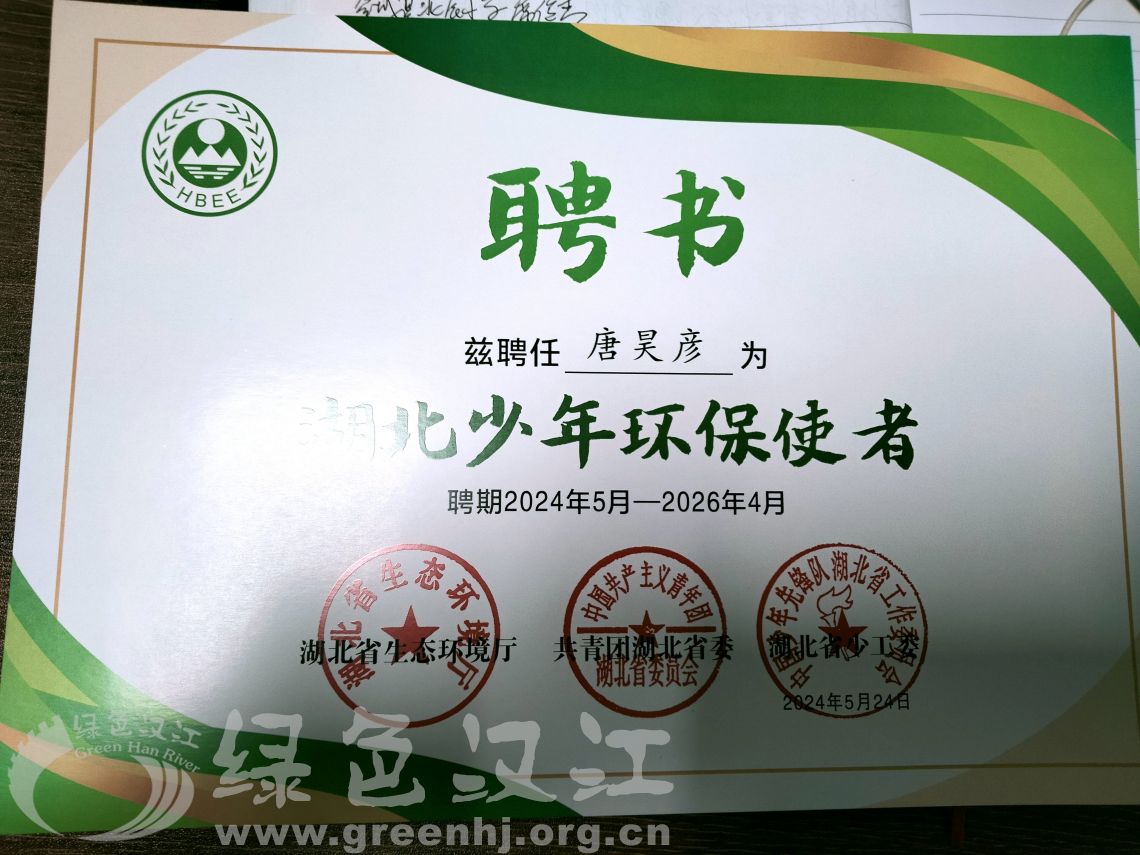 HBEE
聘书
兹聘任 唐昊彦 为
湖北少年环保使者
聘期2024年5月—2026年4月
湖北省生态环境厅
中国共产主义青年团
湖北省委员会
中国少年先锋队湖北省工作委员会
湖北省生态环境厅 共青团湖北省委 湖北省少工委
2024年5月24日
绿色汉江
Green Han River
绿色汉江
www.greenhj.org.cn